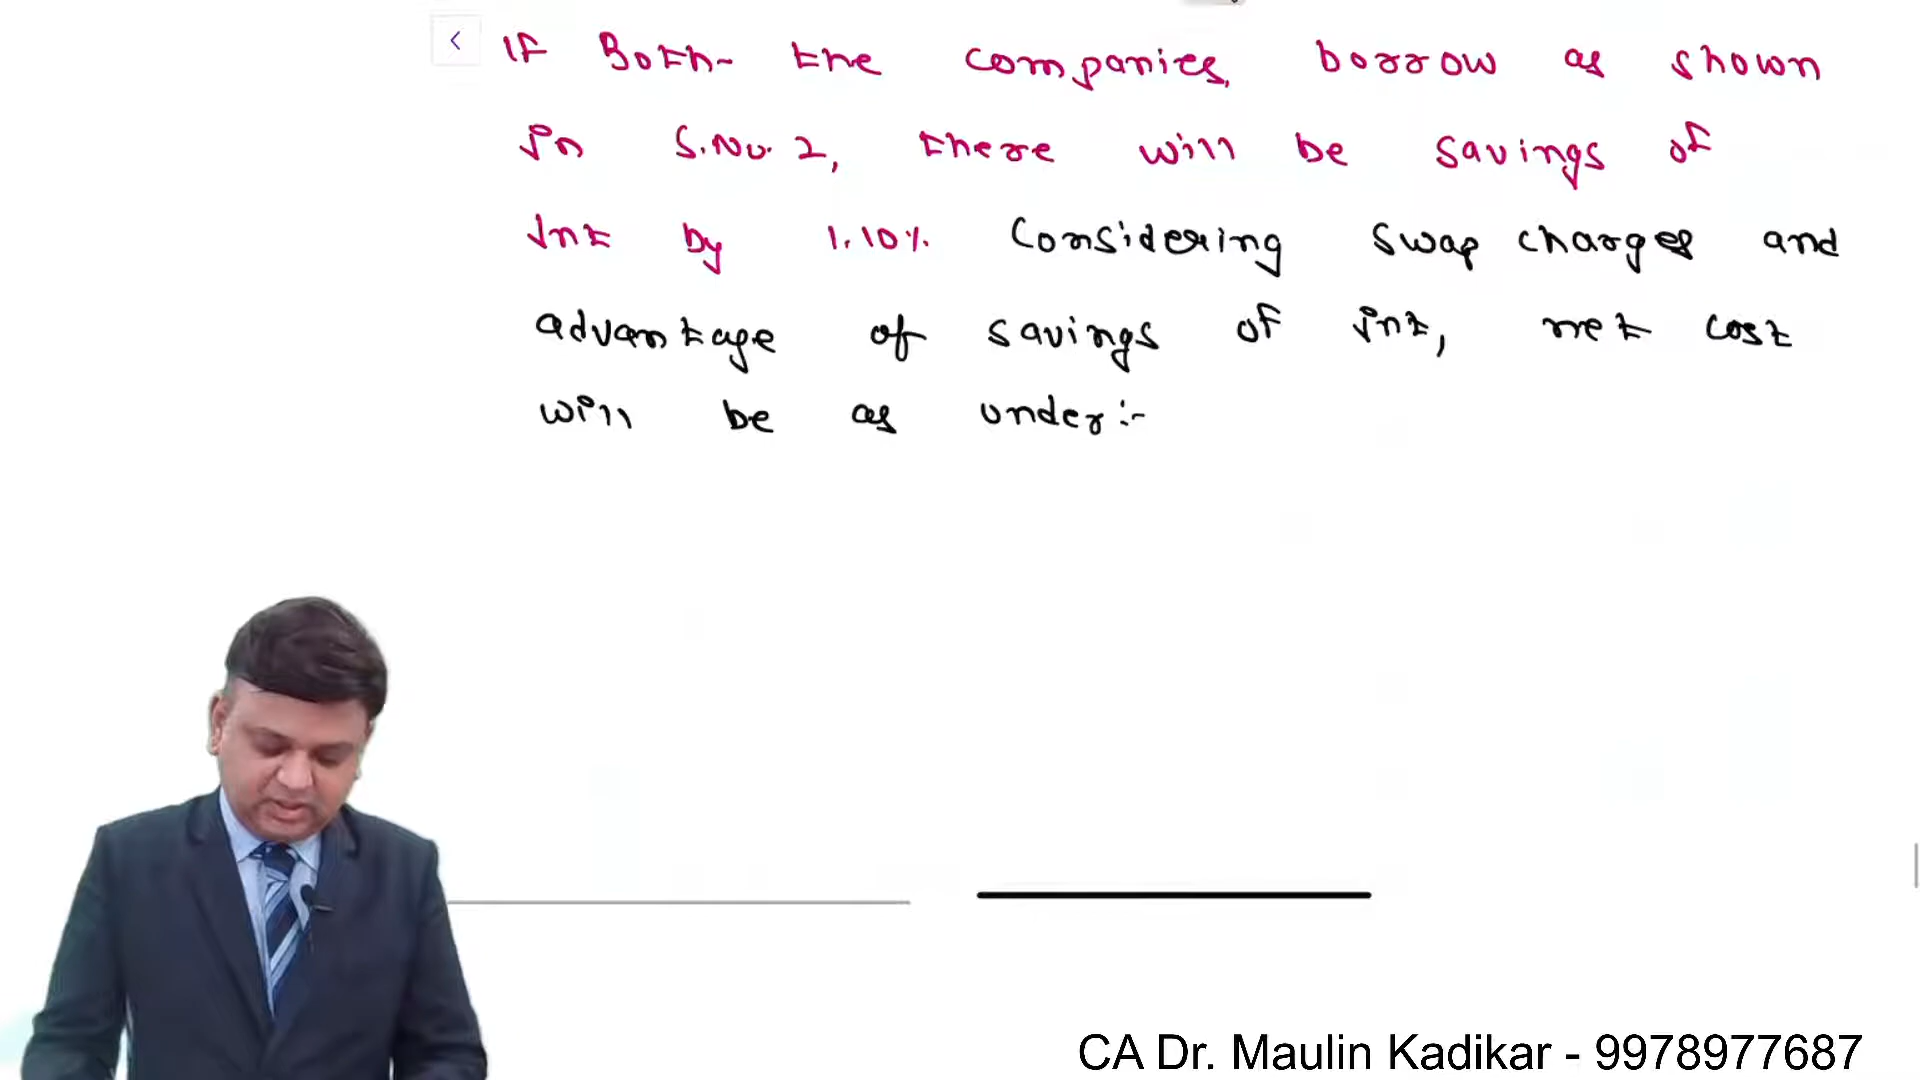 If Both the companies borrow as shown
in S.No. 2, there will be savings of
Int by 1.10% Considering swap charges and
advantage of savings of int, net cost
will be as under:-
CA Dr. Maulin Kadikar - 9978977687